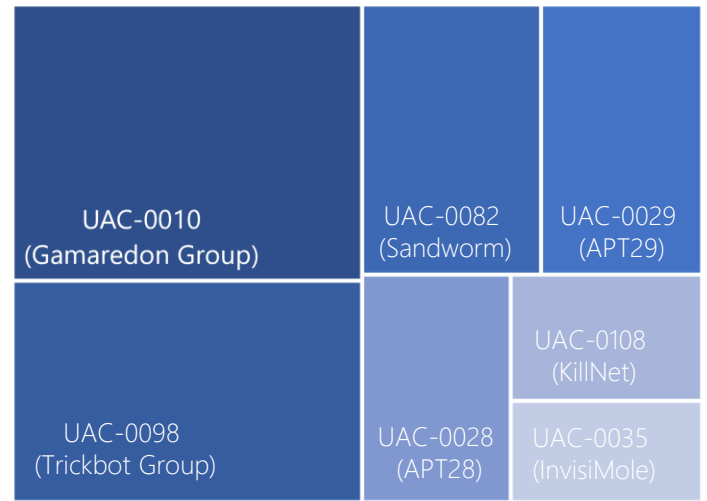 UAC-0010
(Gamaredon Group)
UAC-0082
(Sandworm)
UAC-0029
(APT29)
UAC-0098
(Trickbot Group)
UAC-0028
(APT28)
UAC-0108
(KillNet)
UAC-0035
(InvisiMole)